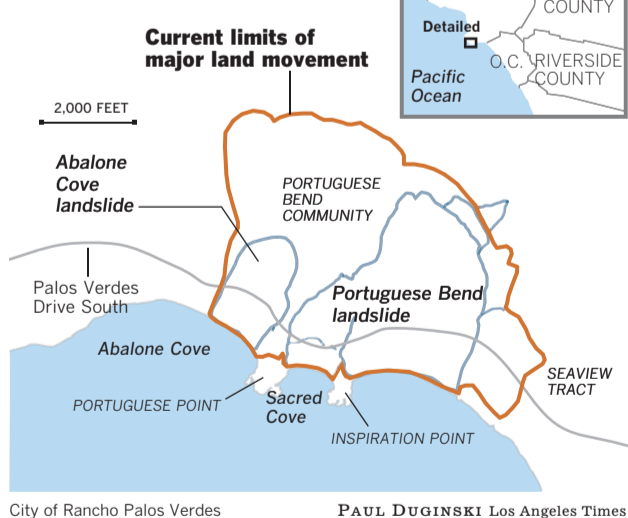 COUNTY
Detailed
O.C.
RIVERSIDE
COUNTY
Pacific
Ocean
Current limits of
major land movement
2,000 FEET
Abalone
Cove
landslide
PORTUGUESE
BEND
COMMUNITY
Palos Verdes
Drive South
Portuguese Bend
landslide
Abalone Cove
SEAVIEW
TRACT
PORTUGUESE POINT
Sacred
Cove
INSPIRATION POINT
City of Rancho Palos Verdes
PAUL DUGINSKI Los Angeles Times